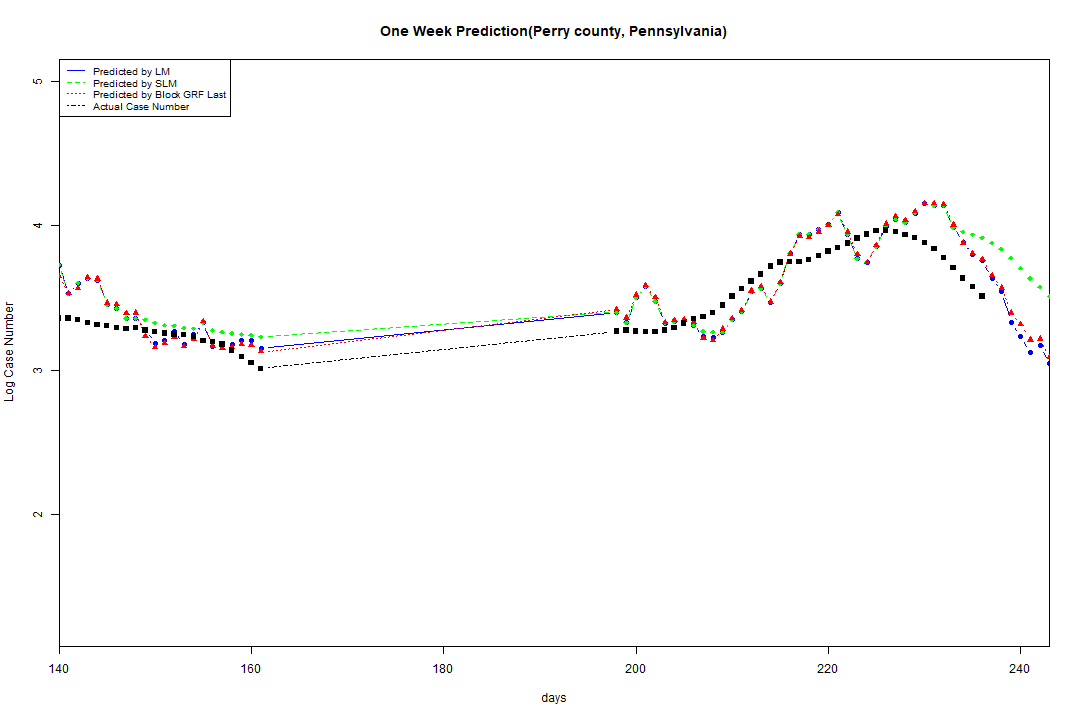 One Week Prediction(Perry county, Pennsylvania)
Predicted by LM
Predicted by SLM
Predicted by Block GRF Last
Actual Case Number
5
4
3
2
Log Case Number
140 160 180 200 220 240
days